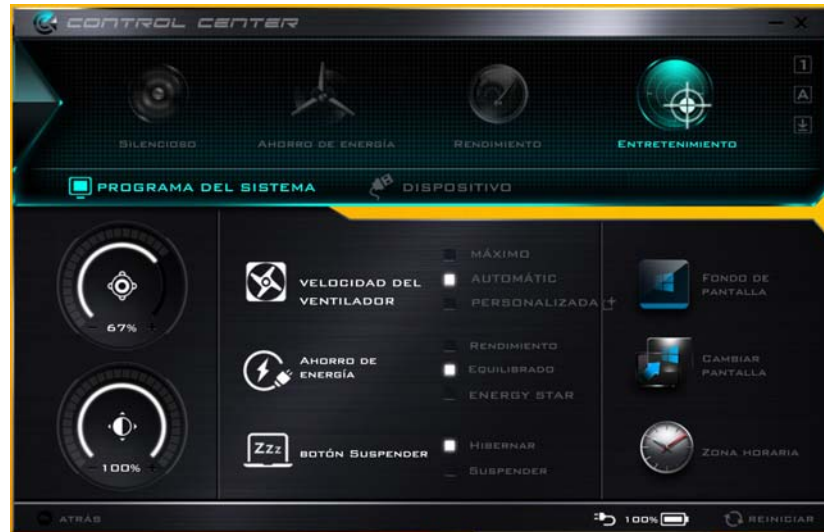 CONTROL CENTER
1
A
SILENCIOSO
AHORRO DE ENERGÍA
RENDIMIENTO
ENTRETENIMIENTO
PROGRAMA DEL SISTEMA
DISPOSITIVO
67%
100%
VELOCIDAD DEL
VENTILADOR
MÁXIMO
AUTOMÁTIC
PERSONALIZADA
AHORRO DE
ENERGÍA
RENDIMIENTO
EQUILIBRADO
ENERGY STAR
Zzz
BOTÓN SUSPENDER
HIBERNAR
SUSPENDER
FONDO DE
PANTALLA
CAMBIAR
PANTALLA
ZONA HORARIA
ATRÁS
100%
REINICIAR